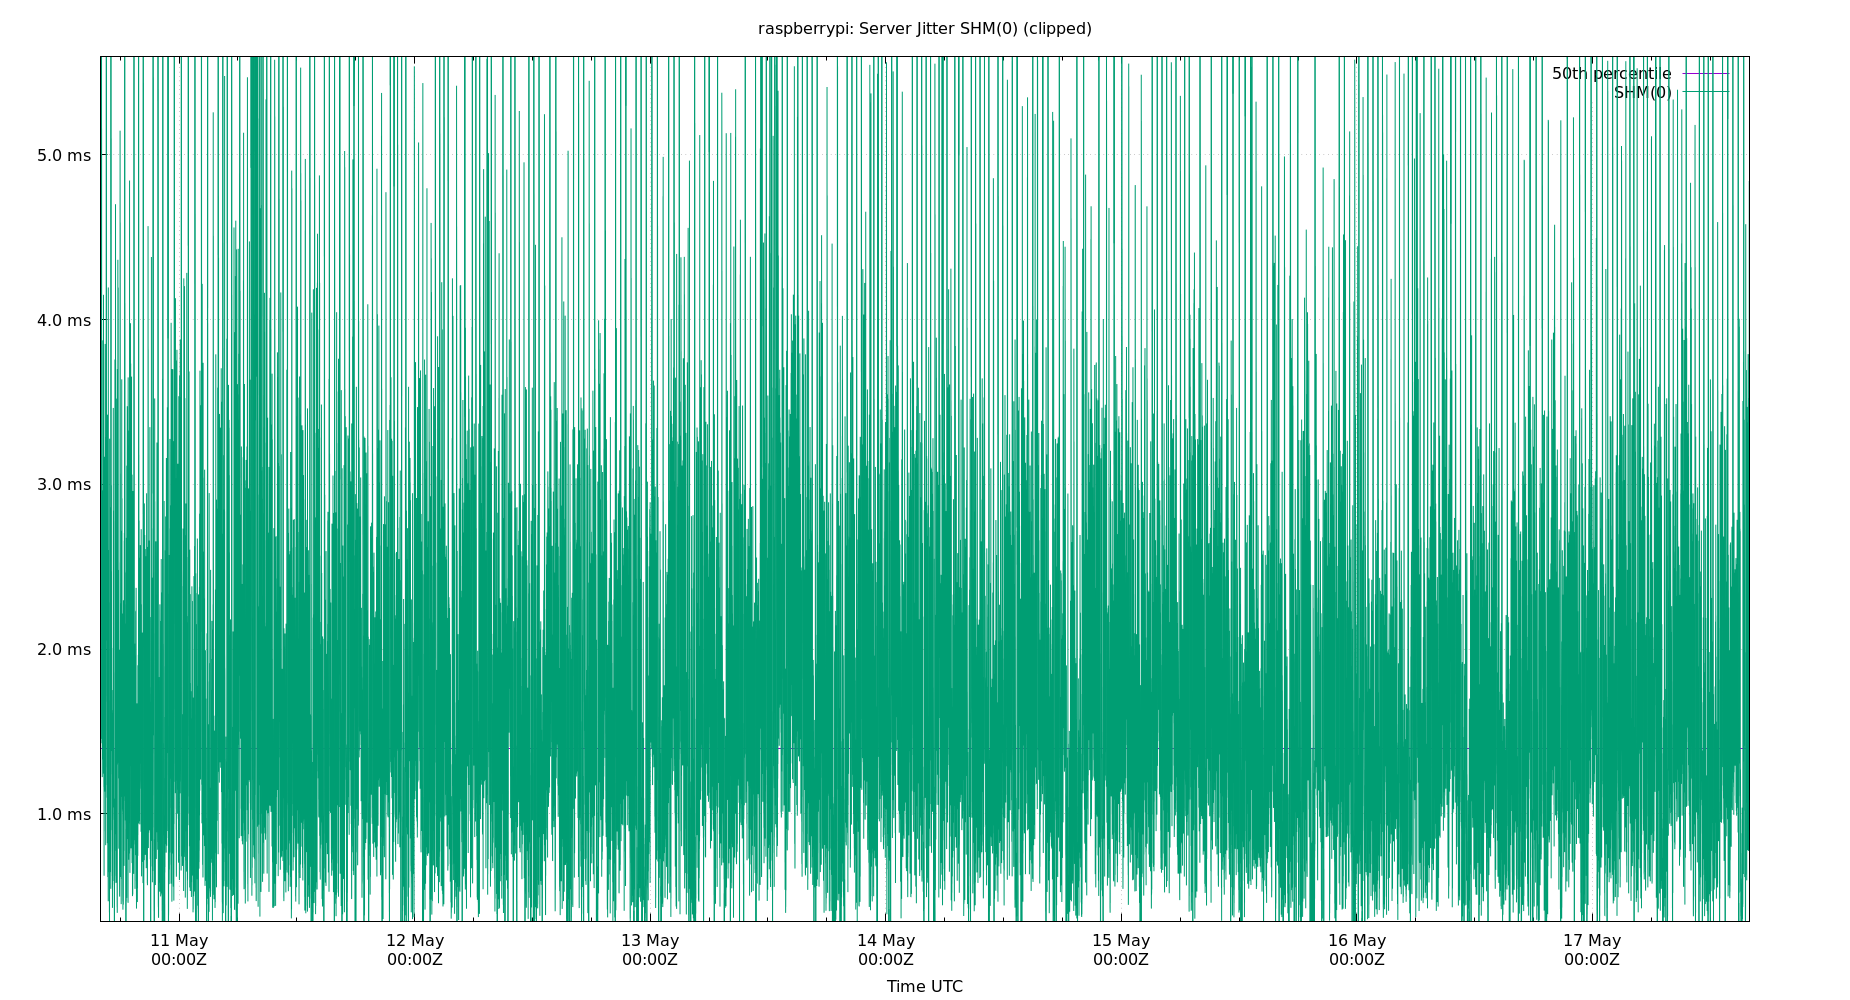 raspberrypi: Server Jitter SHM(0) (clipped)
50th percentile
SHM(0)
5.0 ms
4.0 ms
3.0 ms
2.0 ms
1.0 ms
11 May 12 May 13 May 14 May 15 May 16 May 17 May
00:00Z 00:00Z 00:00Z 00:00Z 00:00Z 00:00Z 00:00Z
Time UTC